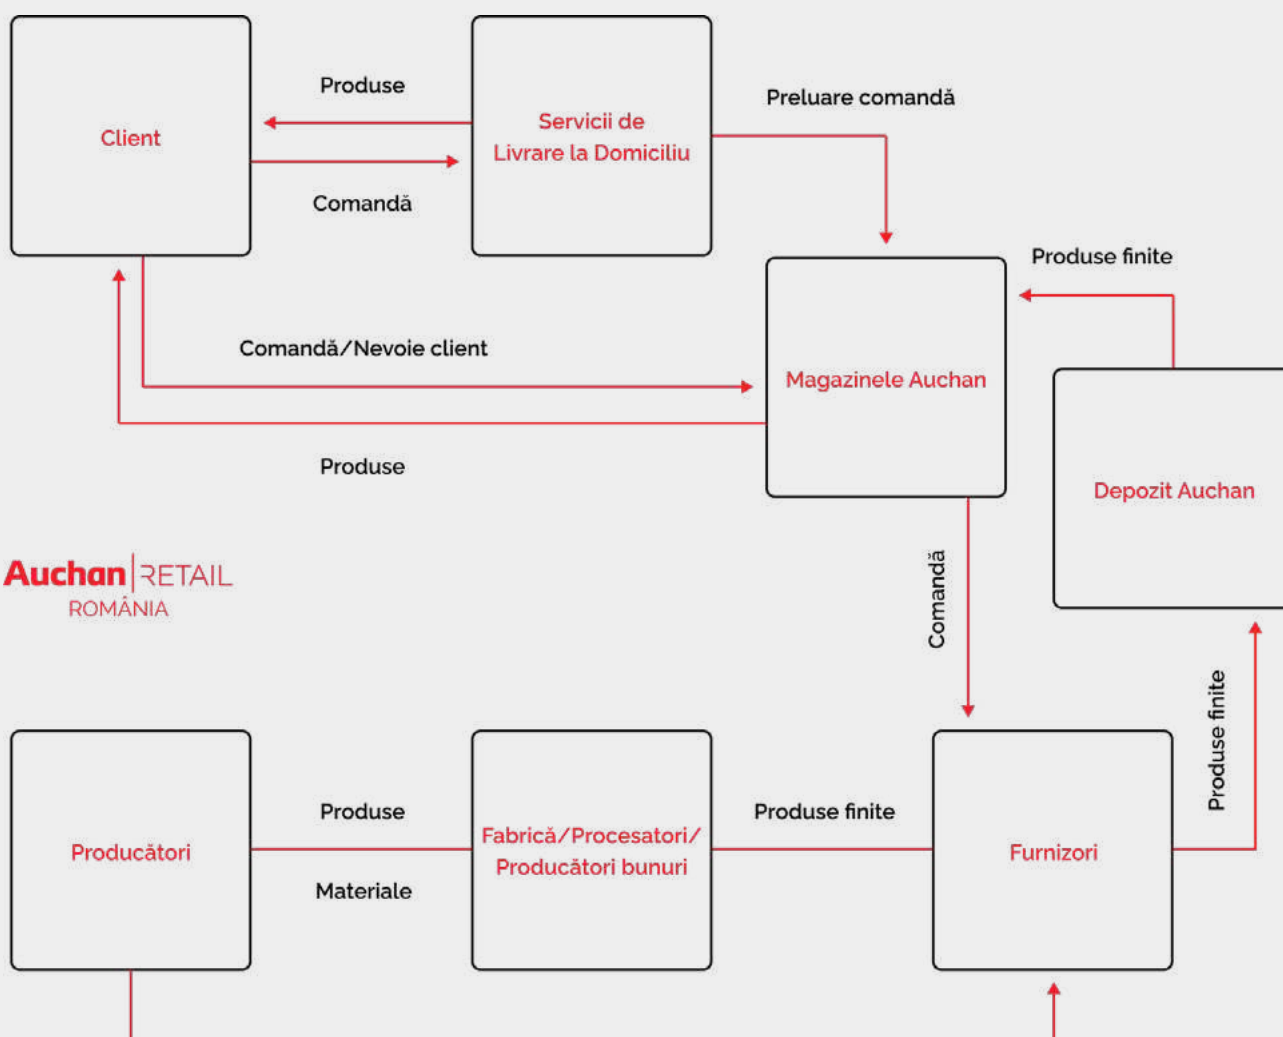 Client
Produse
Comandă
Servicii de
Livrare la Domiciliu
Preluare comandă
Produse finite
Comandă/Nevoie client
Magazinele Auchan
Produse
Depozit Auchan
Auchan RETAIL
ROMÂNIA
Comandă
Produse finite
Producători
Produse
Materiale
Fabrică/Procesatori/
Producători bunuri
Produse finite
Furnizori